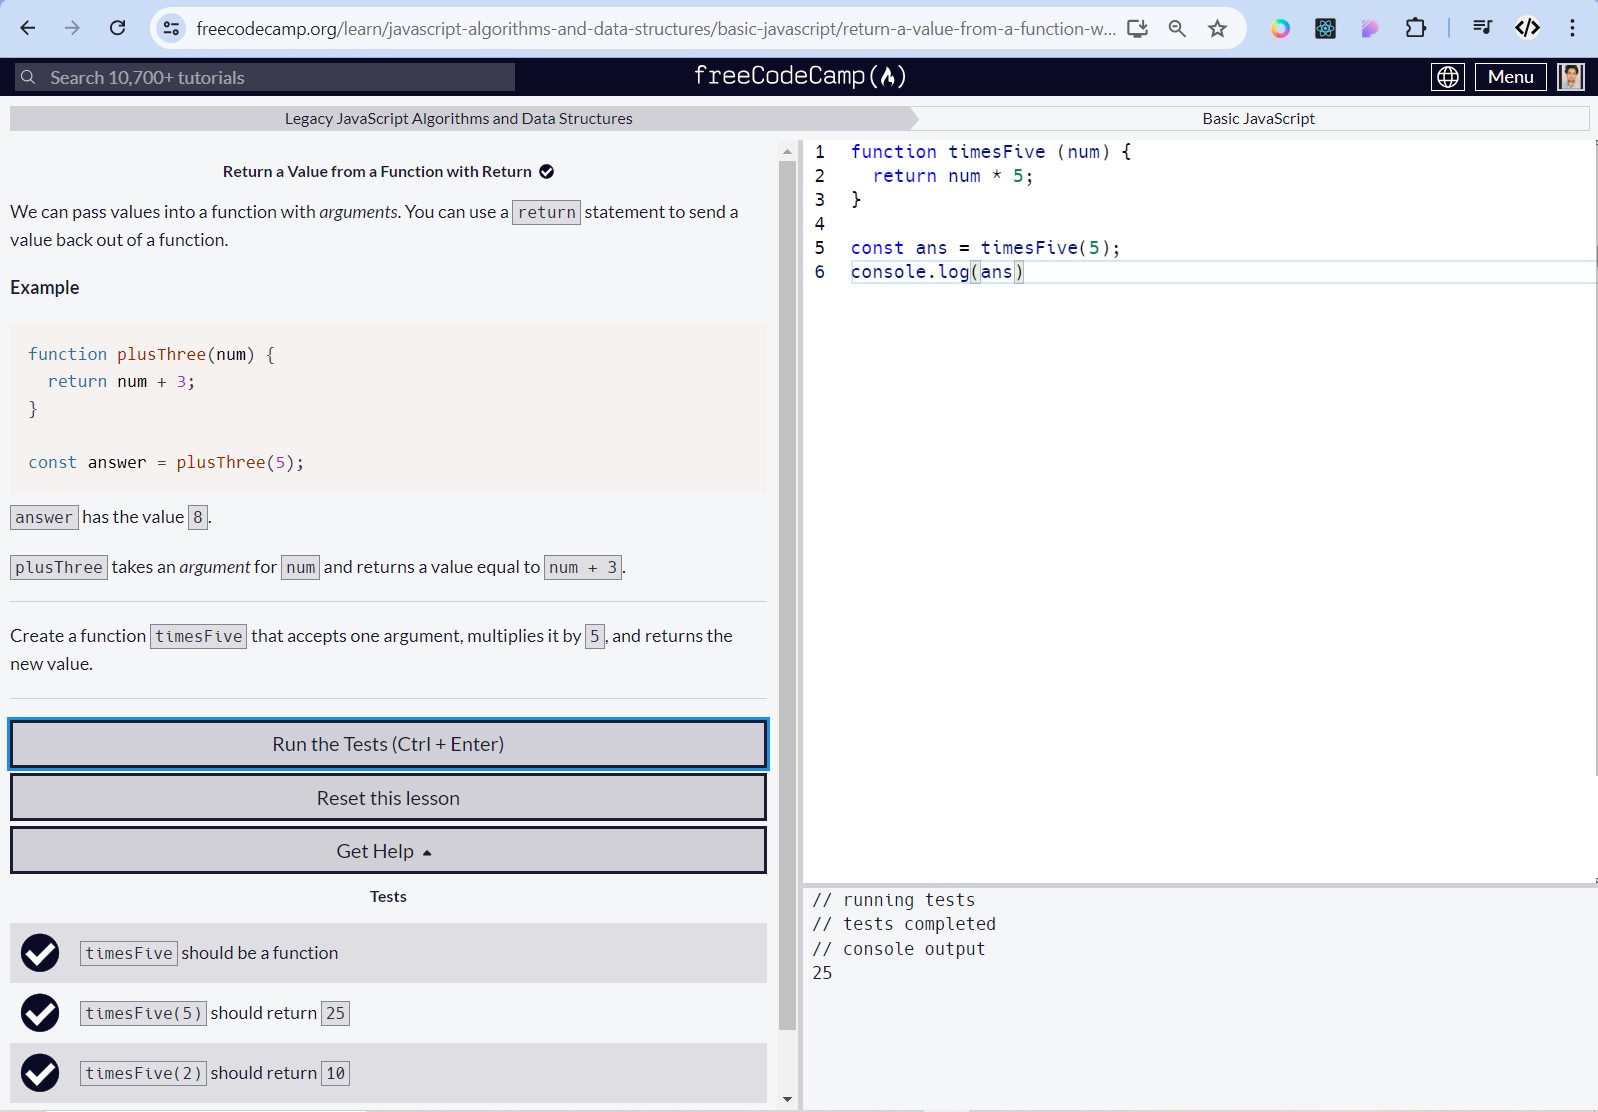 freecodecamp.org/learn/javascript-algorithms-and-data-structures/basic-javascript/return-a-value-from-a-function-w...
Search 10,700+ tutorials
freeCodeCamp(🔥)
Menu
Legacy JavaScript Algorithms and Data Structures
Basic JavaScript
Return a Value from a Function with Return
We can pass values into a function with arguments. You can use a return statement to send a
value back out of a function.
Example
function plusThree(num) {
  return num + 3;
}
const answer = plusThree(5);
answer has the value 8.
plusThree takes an argument for num and returns a value equal to num + 3.
Create a function timesFive that accepts one argument, multiplies it by 5, and returns the
new value.
Run the Tests (Ctrl + Enter)
Reset this lesson
Get Help
Tests
timesFive should be a function
timesFive(5) should return 25
timesFive(2) should return 10
1 function timesFive (num) {
2   return num * 5;
3 }
4
5 const ans = timesFive(5);
6 console.log(ans)
// running tests
// tests completed
// console output
25